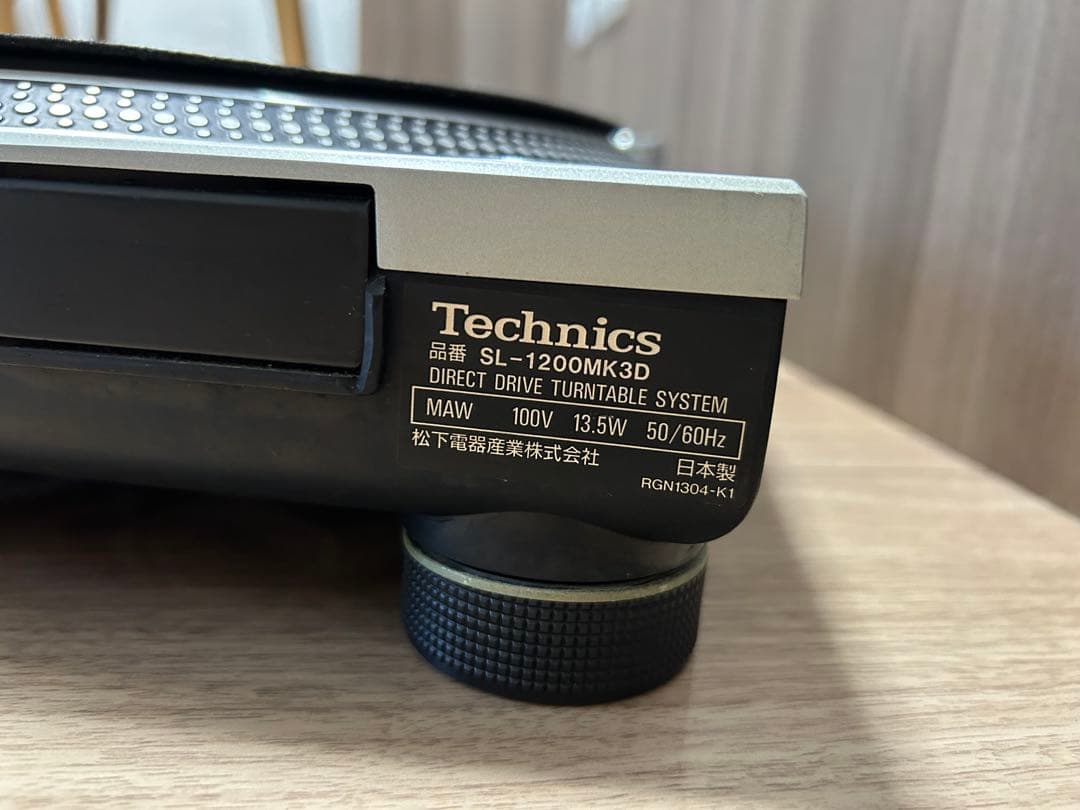 Technics
品番 SL-1200MK3D
DIRECT DRIVE TURNTABLE SYSTEM
MAW 100V 13.5W 50/60Hz
松下電器産業株式会社 日本製
RGN1304-K1